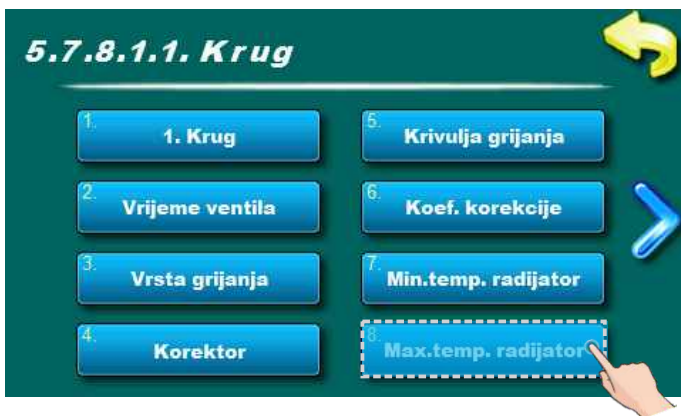 5.7.8.1.1. Krug
1. 1. Krug
2. Vrijeme ventila
3. Vrsta grijanja
4. Korektor
5. Krivulja grijanja
6. Koef. korekcije
7. Min.temp. radijator
8. Max.temp. radijator